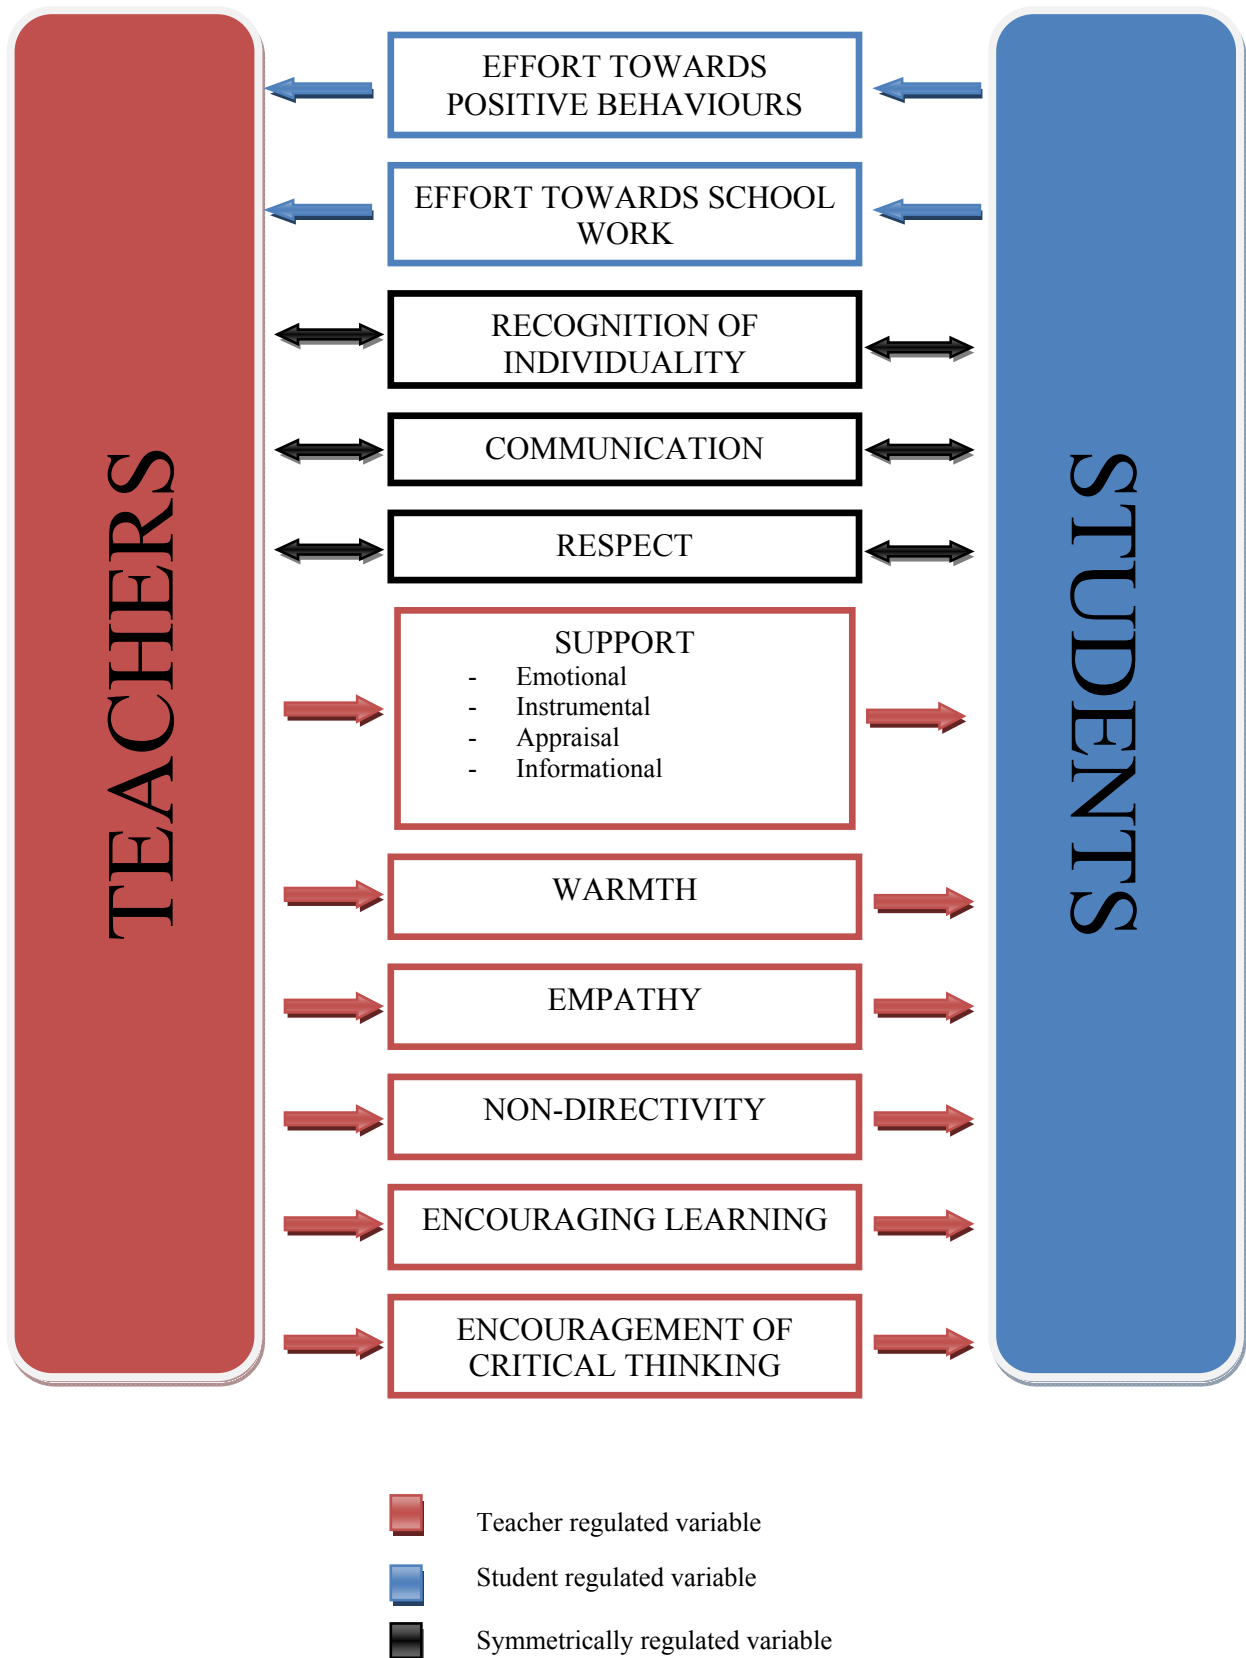 TEACHERS
EFFORT TOWARDS
POSITIVE BEHAVIOURS
EFFORT TOWARDS SCHOOL
WORK
RECOGNITION OF
INDIVIDUALITY
COMMUNICATION
RESPECT
SUPPORT
- Emotional
- Instrumental
- Appraisal
- Informational
WARMTH
EMPATHY
NON-DIRECTIVITY
ENCOURAGING LEARNING
ENCOURAGEMENT OF
CRITICAL THINKING
STUDENTS
Teacher regulated variable
Student regulated variable
Symmetrically regulated variable